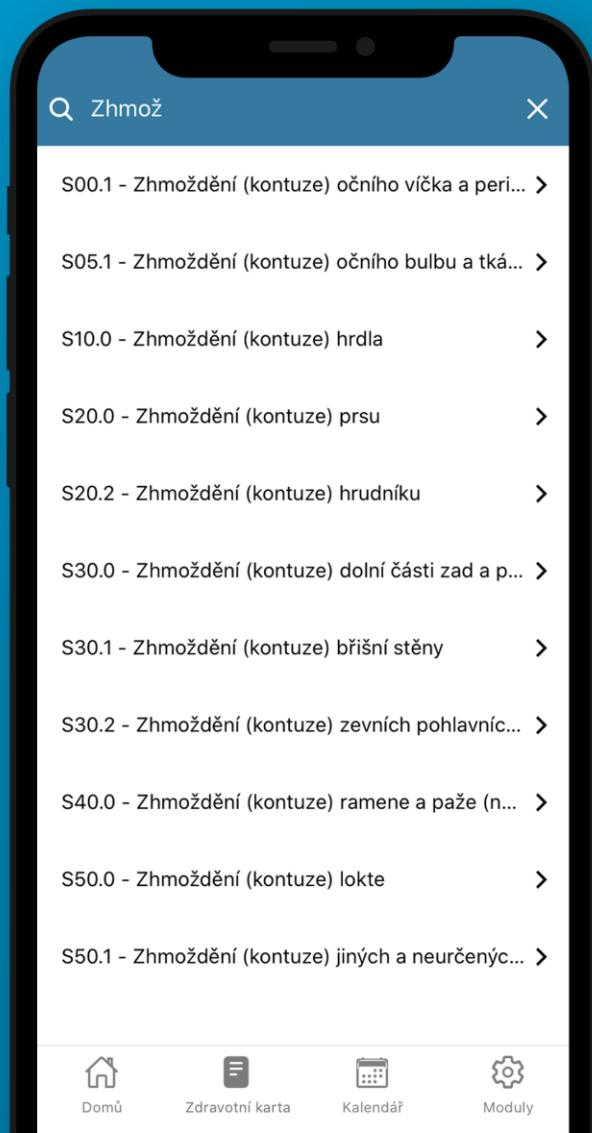 Zhmož
S00.1 - Zhmoždění (kontuze) očního víčka a peri...
S05.1 - Zhmoždění (kontuze) očního bulbu a tká...
S10.0 - Zhmoždění (kontuze) hrdla
S20.0 - Zhmoždění (kontuze) prsu
S20.2 - Zhmoždění (kontuze) hrudníku
S30.0 - Zhmoždění (kontuze) dolní části zad a p...
S30.1 - Zhmoždění (kontuze) břišní stěny
S30.2 - Zhmoždění (kontuze) zevních pohlavníc...
S40.0 - Zhmoždění (kontuze) ramene a paže (n...
S50.0 - Zhmoždění (kontuze) lokte
S50.1 - Zhmoždění (kontuze) jiných a neurčenýc...
Domů Zdravotní karta Kalendář Moduly